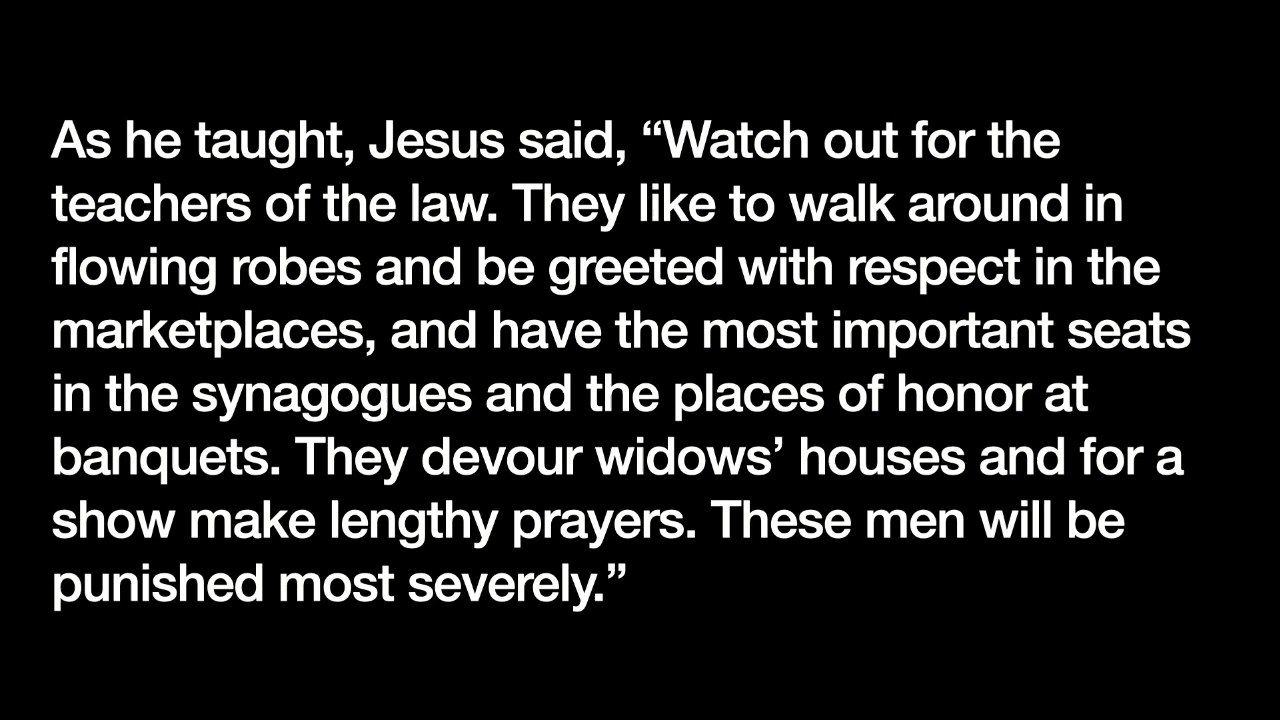 As he taught, Jesus said, “Watch out for the
teachers of the law. They like to walk around in
flowing robes and be greeted with respect in the
marketplaces, and have the most important seats
in the synagogues and the places of honor at
banquets. They devour widows’ houses and for a
show make lengthy prayers. These men will be
punished most severely.”